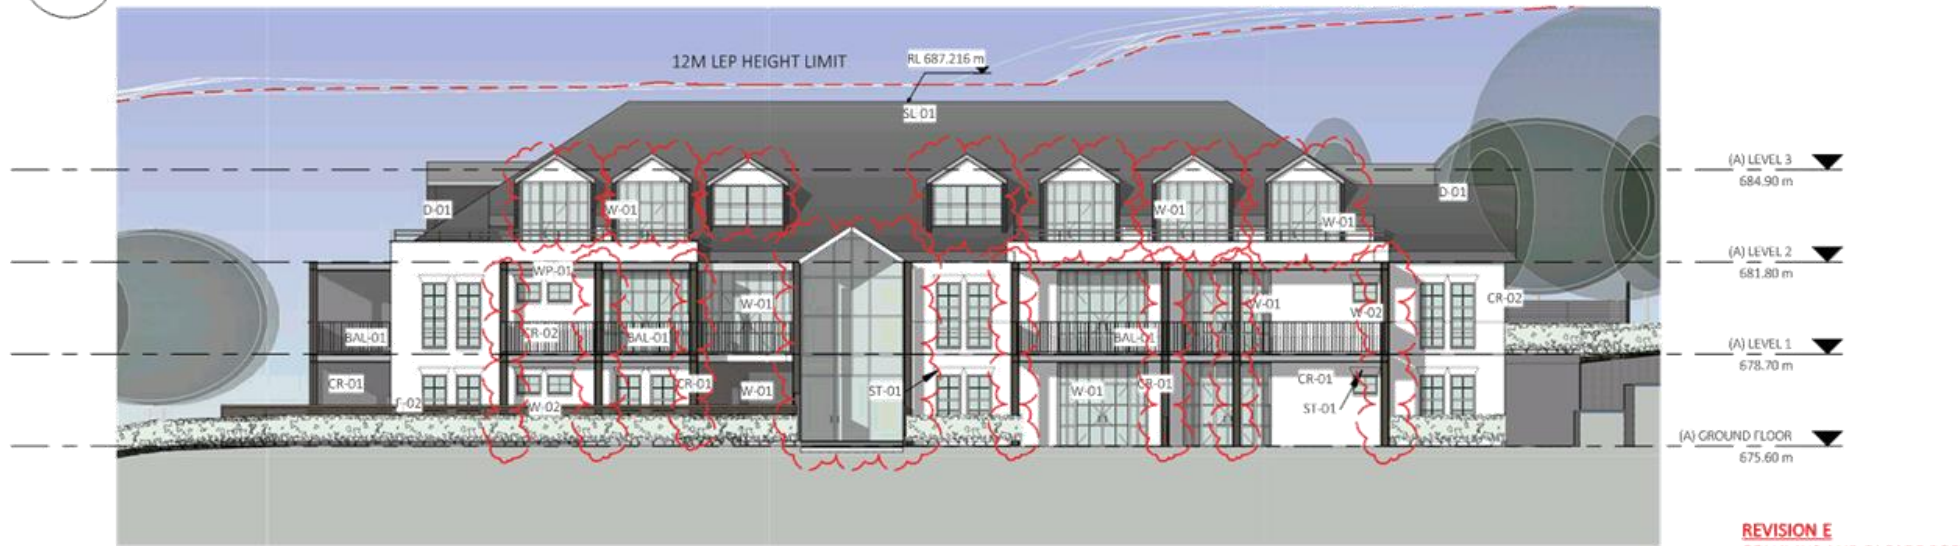 12M LEP HEIGHT LIMIT
RL 687.216 m
SL-01
(A) LEVEL 3
684.90 m
D-01
W-01
W-01
W-01
D-01
(A) LEVEL 2
681.80 m
WP-01
W-01
W-01
W-02
CR-02
BAL-01
CR-02
BAL-01
BAL-01
(A) LEVEL 1
678.70 m
CR-01
CR-01
W-01
ST-01
W-01
CR-01
CR-01
W-02
ST-01
(A) GROUND FLOOR
675.60 m
REVISION E